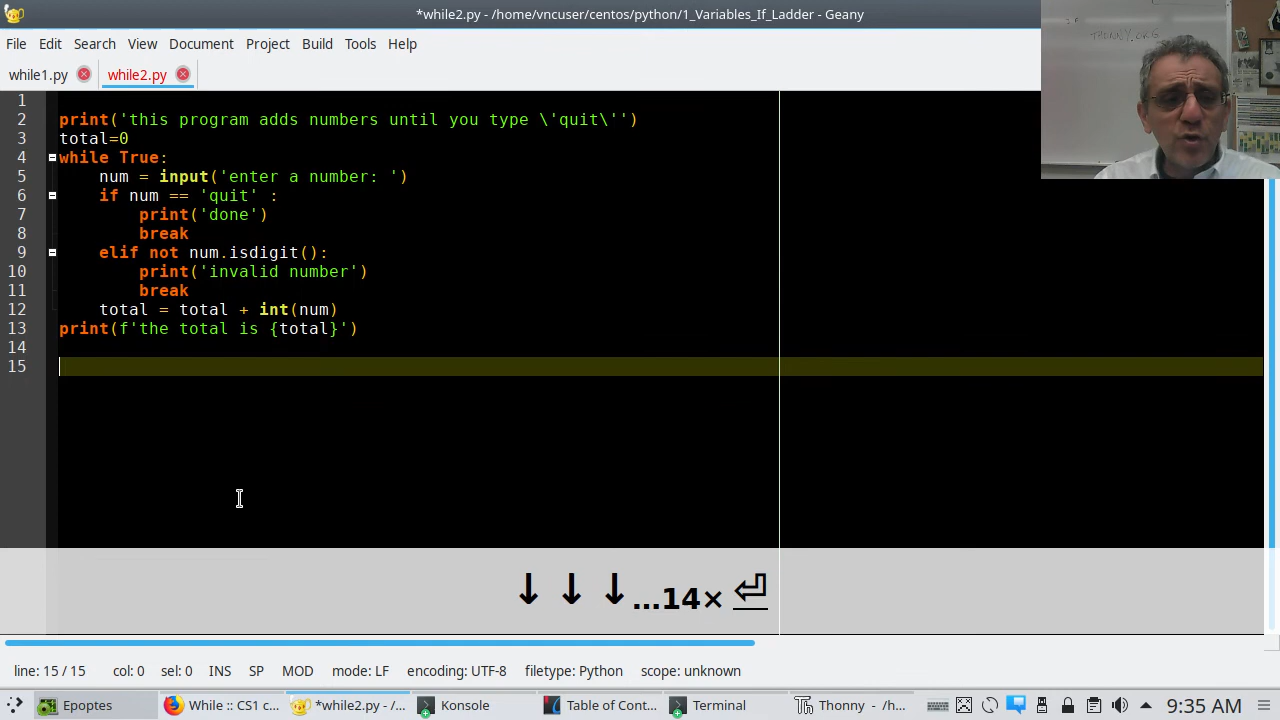 *while2.py - /home/vncuser/centos/python/1_Variables_If_Ladder - Geany
File Edit Search View Document Project Build Tools Help
while1.py while2.py
1
2 print('this program adds numbers until you type \'quit\'')
3 total=0
4 while True:
5 num = input('enter a number: ')
6 if num == 'quit' :
7 print('done')
8 break
9 elif not num.isdigit():
10 print('invalid number')
11 break
12 total = total + int(num)
13 print(f'the total is {total}')
14
15
THONNY.ORG
↓ ↓ ↓…14× ⏎
line: 15 / 15 col: 0 sel: 0 INS SP MOD mode: LF encoding: UTF-8 filetype: Python scope: unknown
Epoptes While :: CS1 c... *while2.py - /... Konsole Table of Cont... Terminal Thonny - /h... 9:35 AM